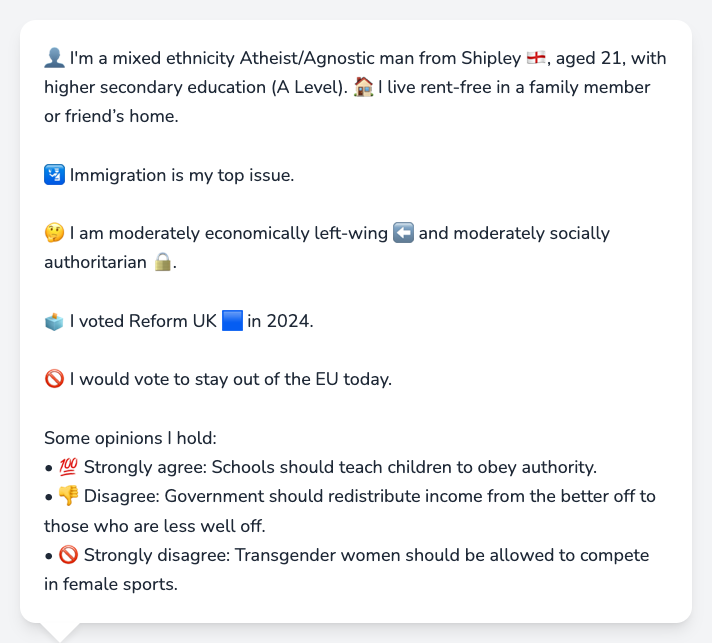 👤 I'm a mixed ethnicity Atheist/Agnostic man from Shipley 🏴󠁧󠁢󠁥󠁮󠁧󠁿, aged 21, with
higher secondary education (A Level). 🏠 I live rent-free in a family member
or friend’s home.
🛂 Immigration is my top issue.
🤔 I am moderately economically left-wing ⬅️ and moderately socially
authoritarian 🔒.
🗳️ I voted Reform UK 🟦 in 2024.
🚫 I would vote to stay out of the EU today.
Some opinions I hold:
• 💯 Strongly agree: Schools should teach children to obey authority.
• 👎 Disagree: Government should redistribute income from the better off to
those who are less well off.
• 🚫 Strongly disagree: Transgender women should be allowed to compete
in female sports.